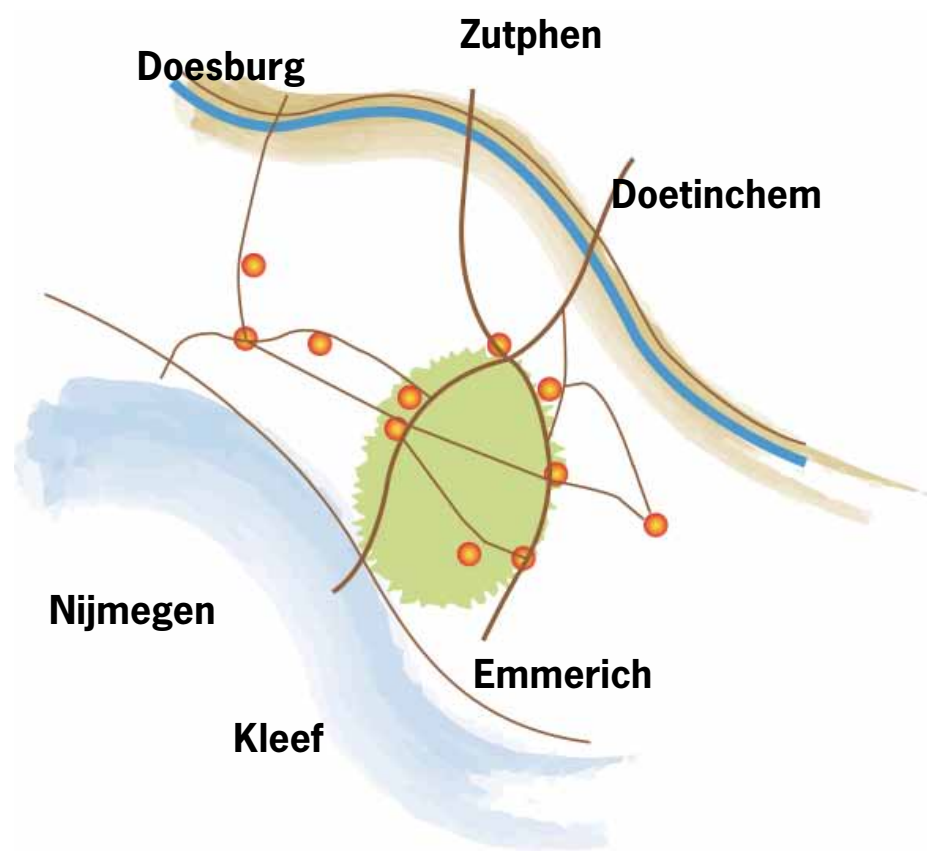 Zutphen
Doesburg
Doetinchem
Nijmegen
Emmerich
Kleef